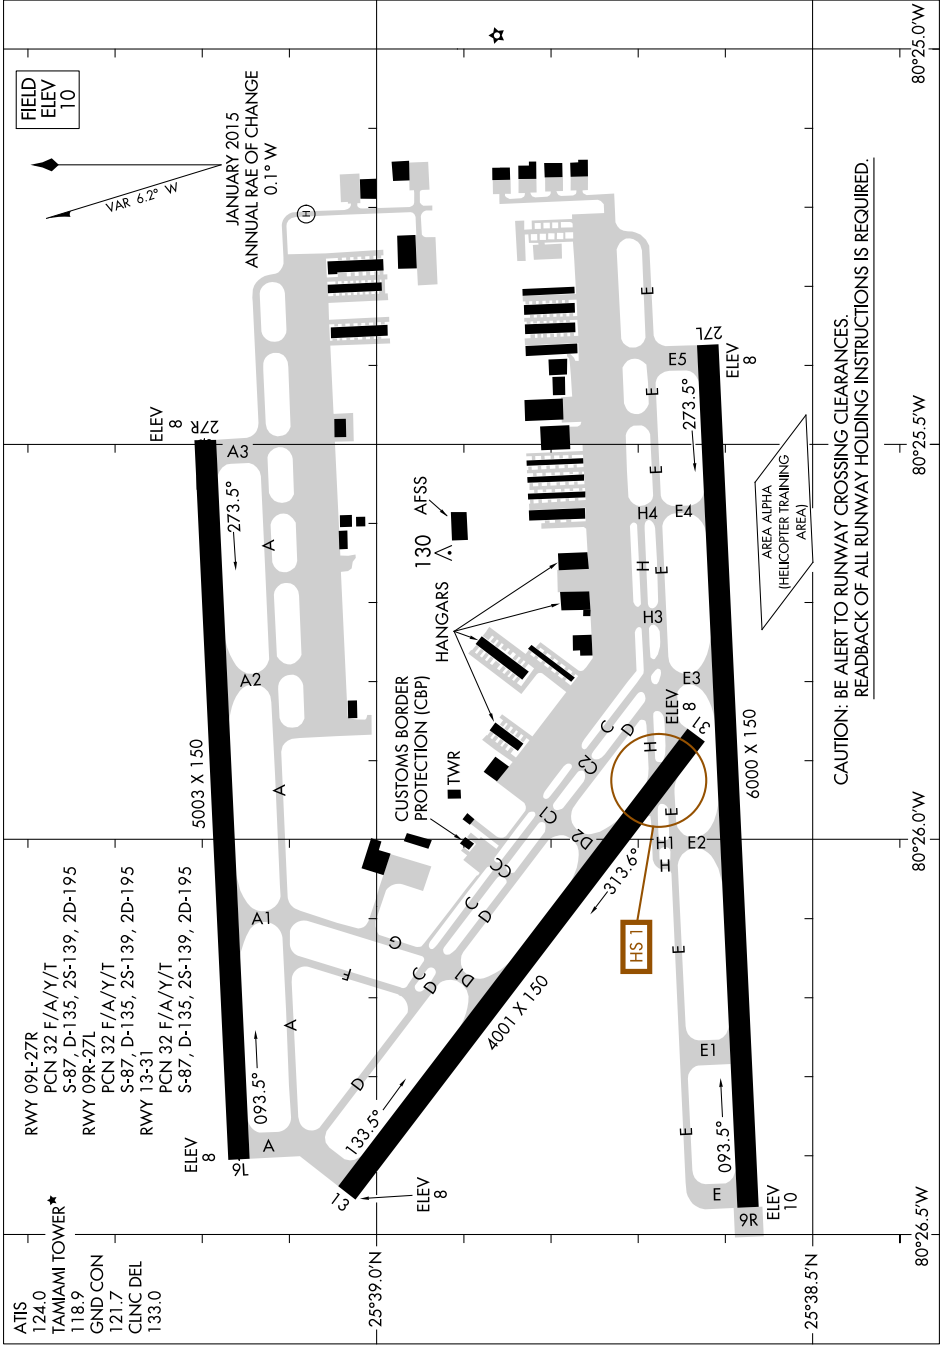 ATIS
124.0
TAMIAMI TOWER★
118.9
GND CON
121.7
CLNC DEL
133.0
RWY 09L-27R
PCN 32 F/A/Y/T
S-87, D-135, 2S-139, 2D-195
RWY 09R-27L
PCN 32 F/A/Y/T
S-87, D-135, 2S-139, 2D-195
RWY 13-31
PCN 32 F/A/Y/T
S-87, D-135, 2S-139, 2D-195
FIELD
ELEV
10
VAR 6.2° W
JANUARY 2015
ANNUAL RAE OF CHANGE
0.1° W
H
ELEV
8
9L
093.5°
A
A
A1
5003 X 150
A
A2
A
273.5°
A3
27R
ELEV
8
13
ELEV
8
133.5°
D
F
G
C
D
D1
C
D
CC
C1
D2
C2
C
D
4001 X 150
313.6°
31
ELEV
8
CUSTOMS BORDER
PROTECTION (CBP)
TWR
HANGARS
130
AFSS
HS 1
9R
ELEV
10
093.5°
E
E
E1
E
H
H1
E2
E
H
E3
H3
H
E
H4
E4
E
E
E
E5
273.5°
27L
ELEV
8
6000 X 150
AREA ALPHA
(HELICOPTER TRAINING
AREA)
CAUTION: BE ALERT TO RUNWAY CROSSING CLEARANCES.
READBACK OF ALL RUNWAY HOLDING INSTRUCTIONS IS REQUIRED.
25°39.0'N
25°38.5'N
80°26.5'W
80°26.0'W
80°25.5'W
80°25.0'W